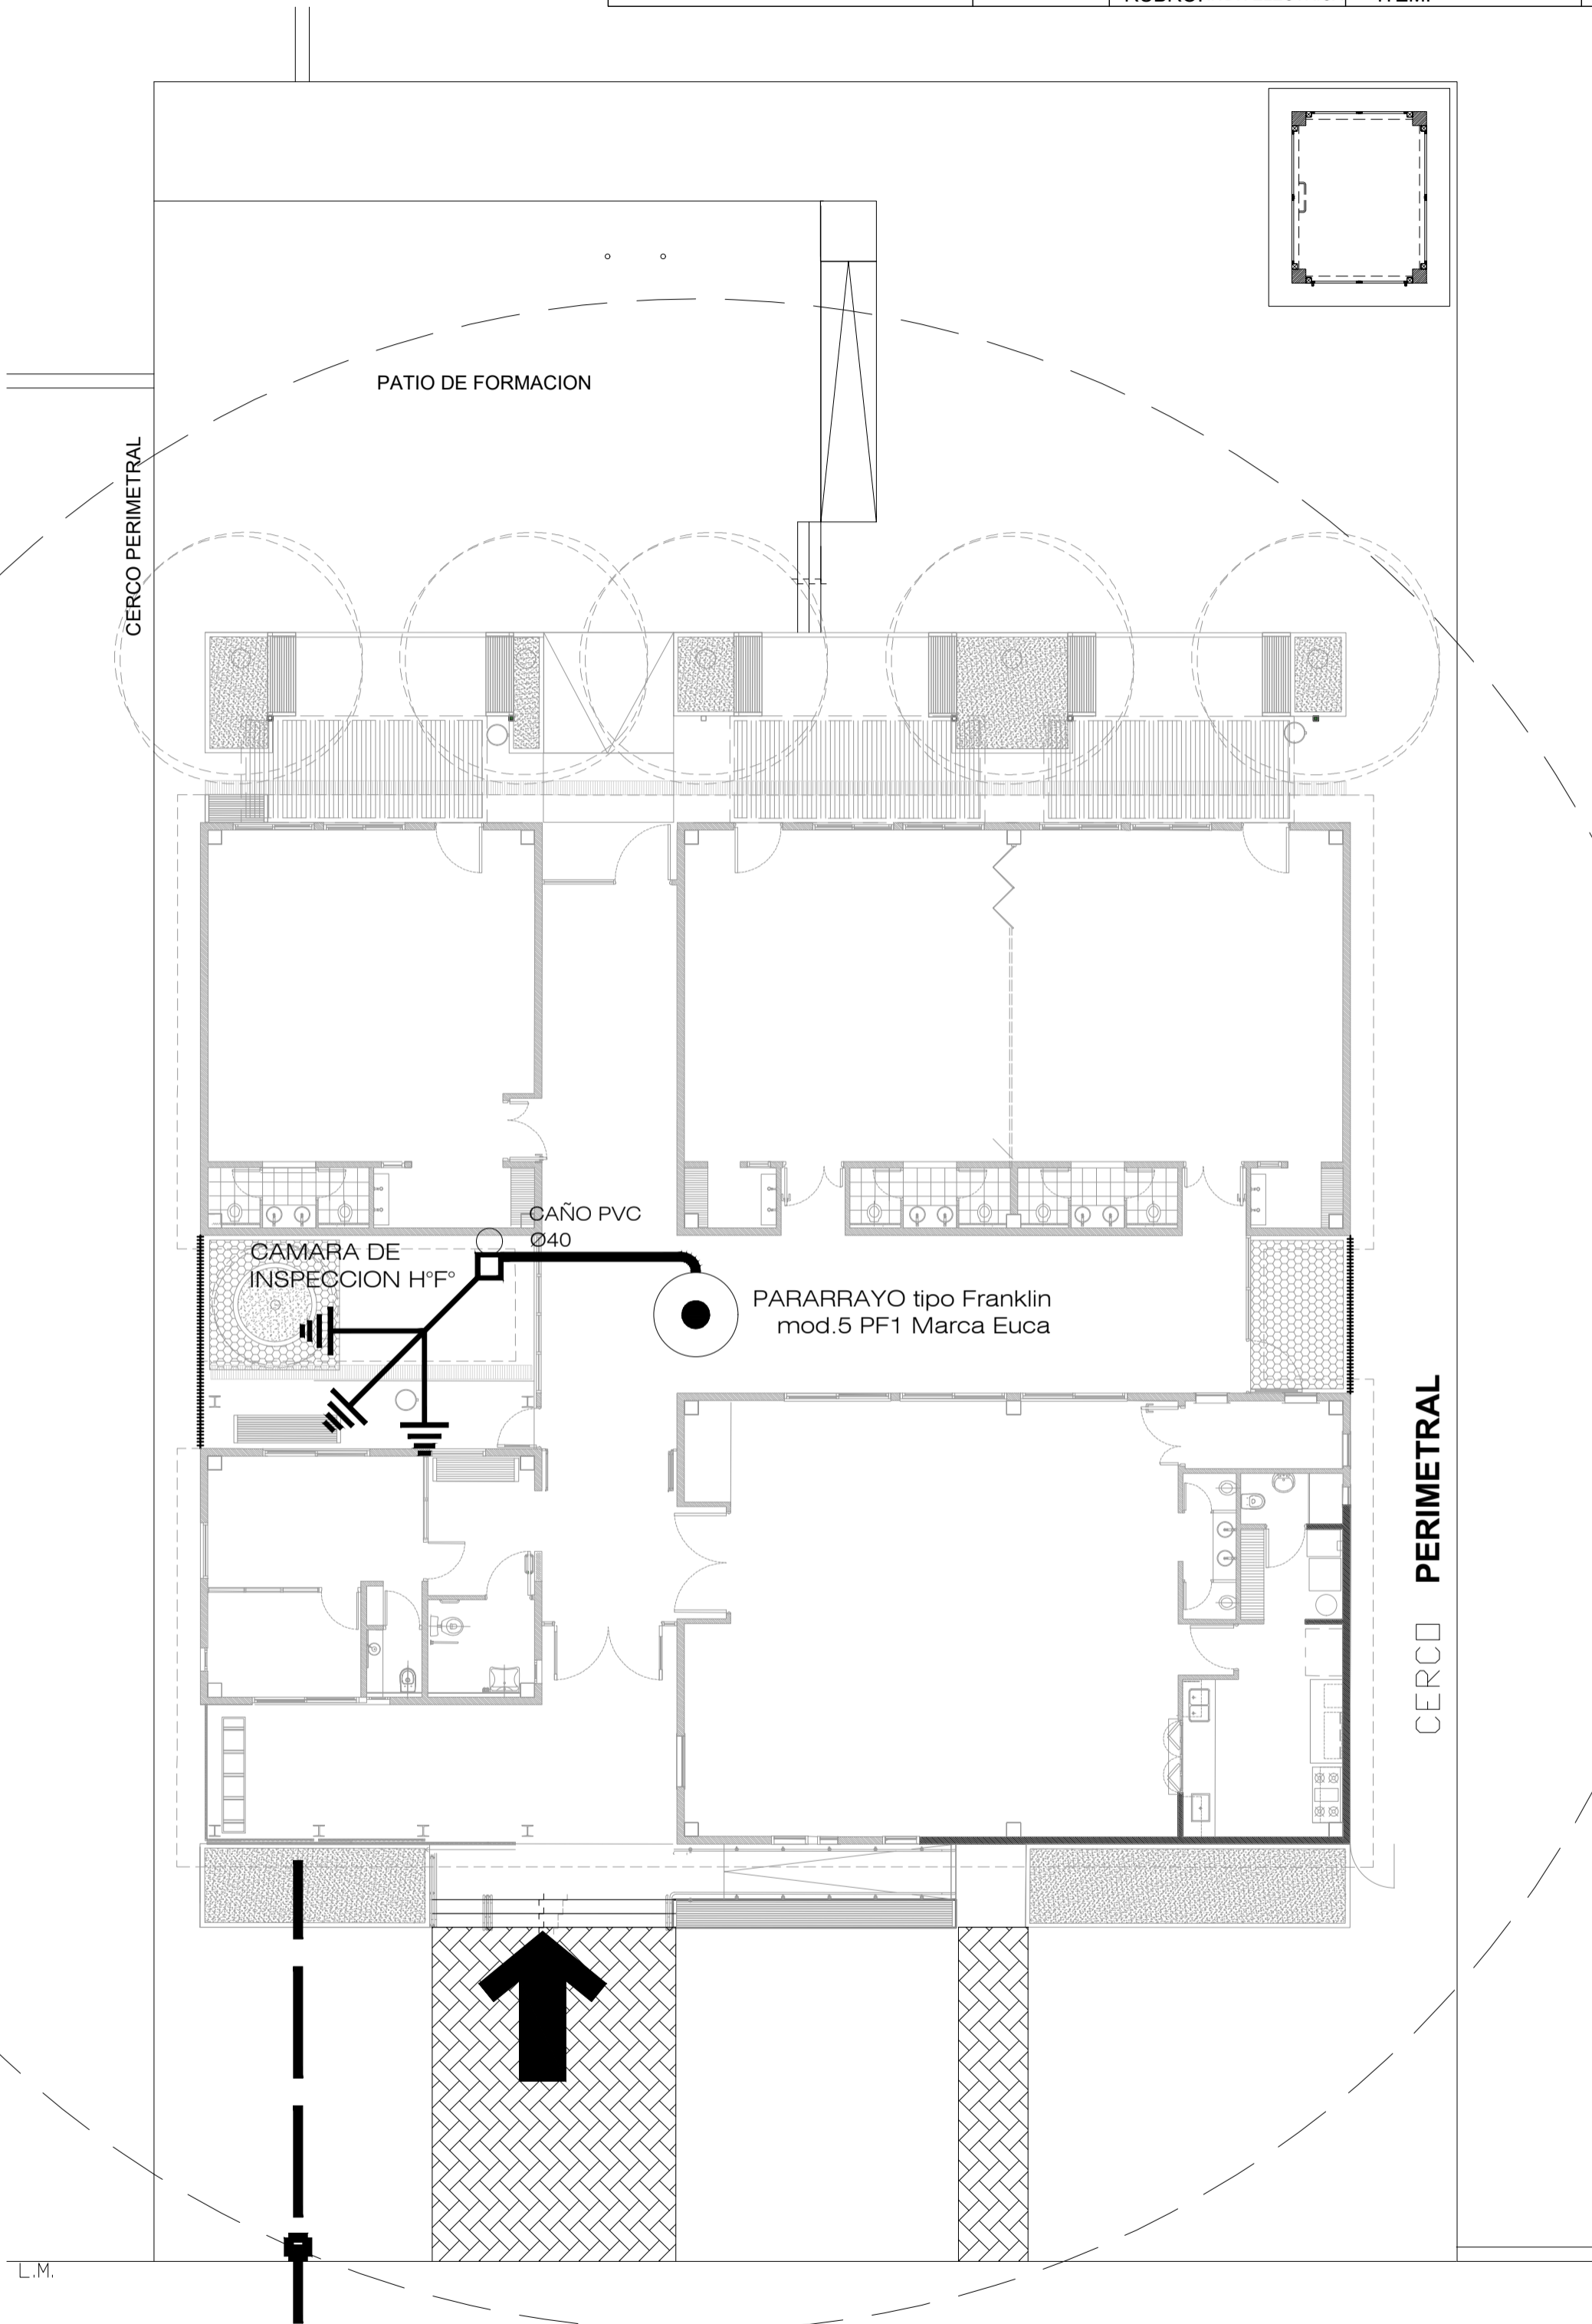 PATIO DE FORMACION
CERCO PERIMETRAL
CAÑO PVC
Ø40
CAMARA DE
INSPECCION H°F°
PARARRAYO tipo Franklin
mod.5 PF1 Marca Euca
CERCO PERIMETRAL
L.M.